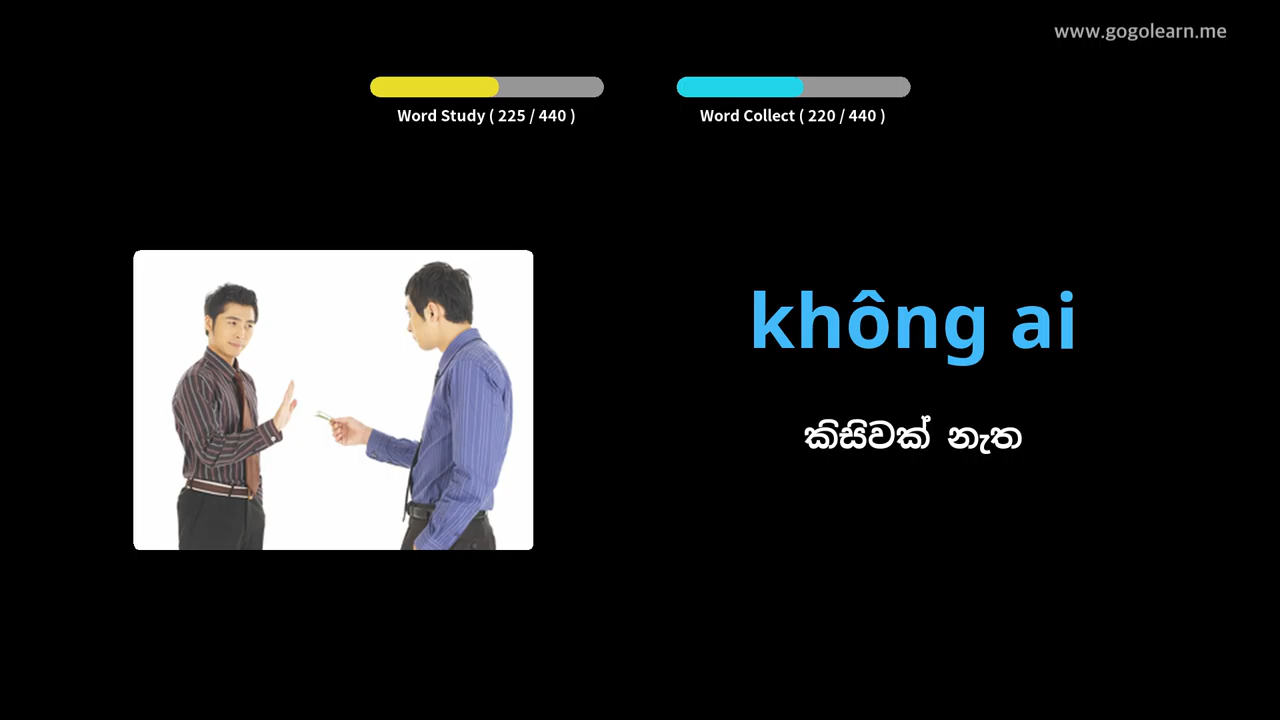 www.gogolearn.me
Word Study ( 225 / 440 )
Word Collect ( 220 / 440 )
không ai
කිසිවක් නැත